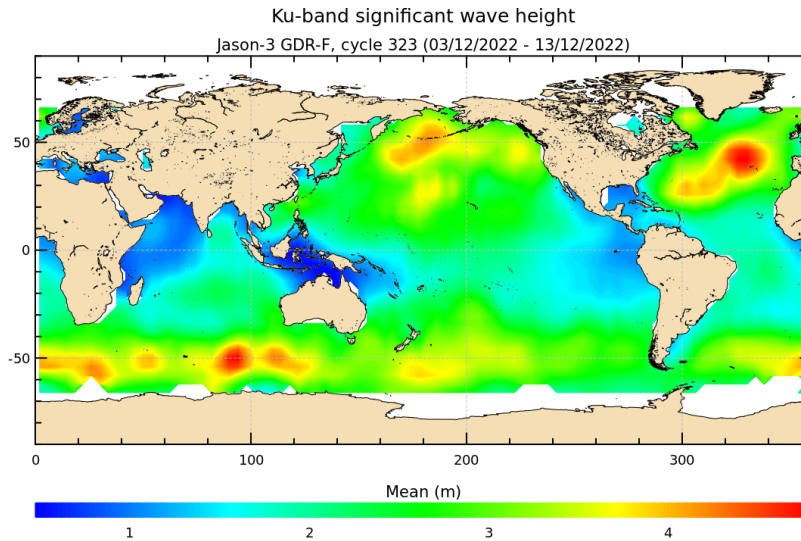 Ku-band significant wave height
Jason-3 GDR-F, cycle 323 (03/12/2022 - 13/12/2022)
50
0
-50
0 100 200 300
Mean (m)
1 2 3 4